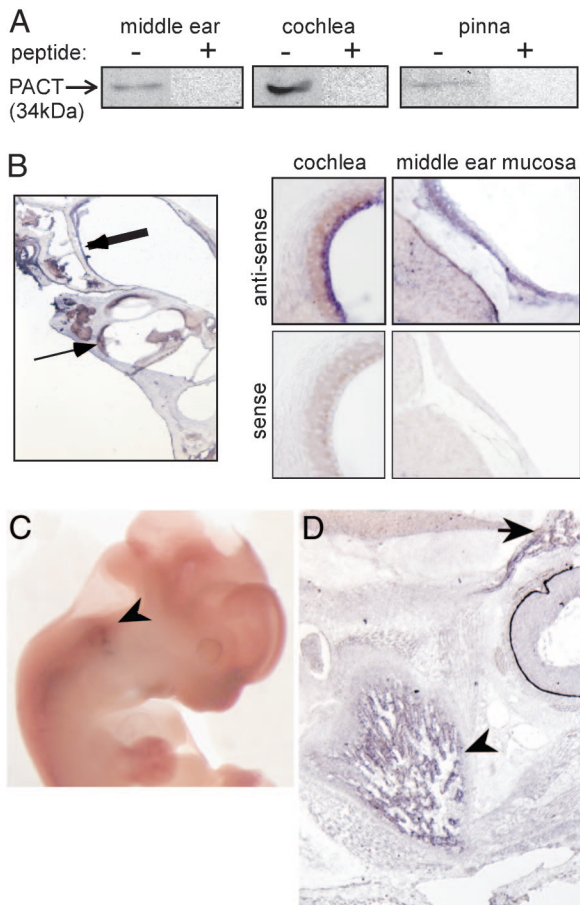 A
middle ear cochlea pinna
peptide: - + - + - +
PACT
(34kDa)
B
cochlea middle ear mucosa
anti-sense
sense
C
D